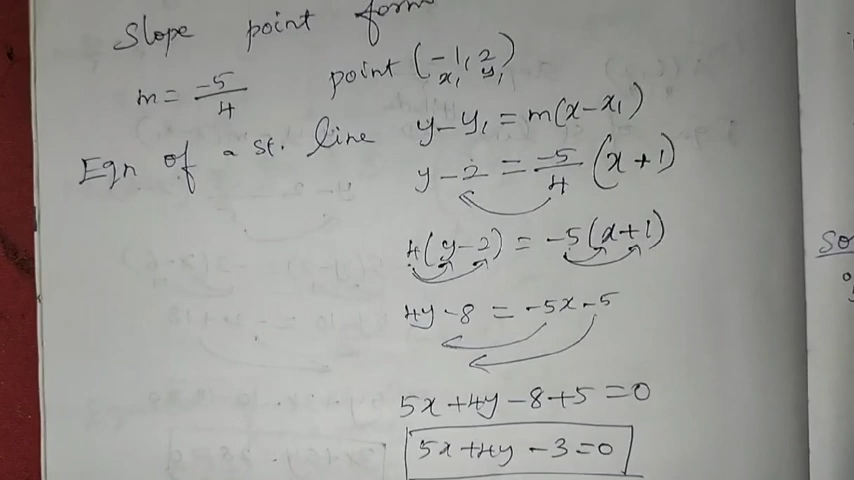 Slope point form
m = -5/4 point (-1, 2)
x₁ y₁
Eqn of a st. line y - y₁ = m(x - x₁)
y - 2 = -5/4 (x + 1)
4(y - 2) = -5(x + 1)
4y - 8 = -5x - 5
5x + 4y - 8 + 5 = 0
5x + 4y - 3 = 0
so